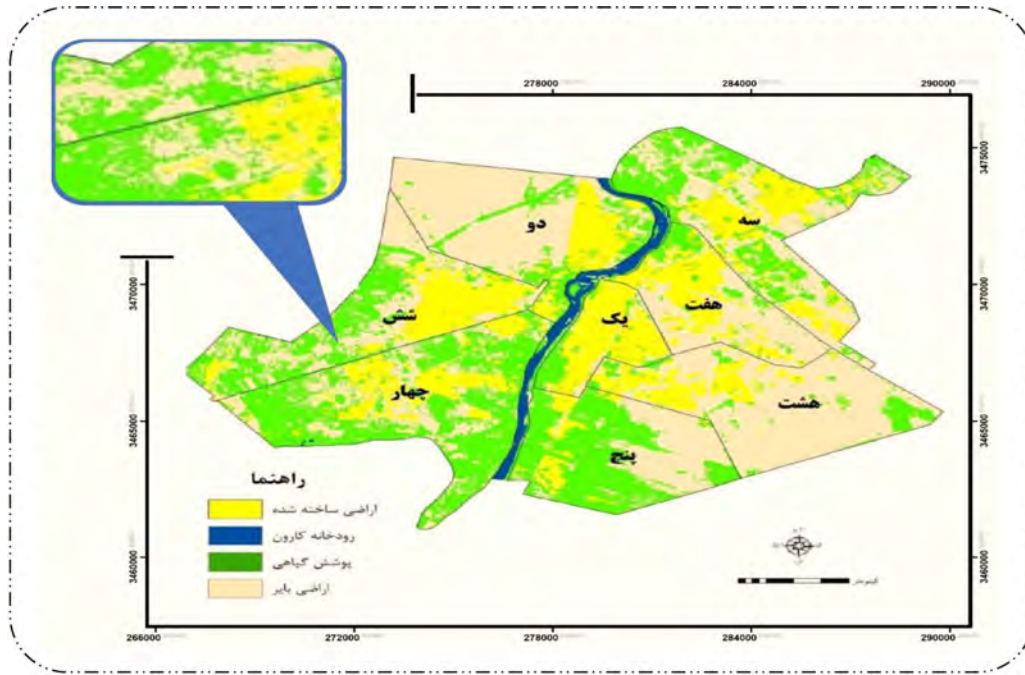 278000 284000 290000
3475000
3470000
3465000
3460000
3470000
3465000
3460000
سه
دو
هفت
یک
شش
چهار
هشت
پنج
راهنما
اراضی ساخته شده
رودخانه کارون
پوشش گیاهی
اراضی بایر
کیلومتر
266000 272000 278000 284000 290000